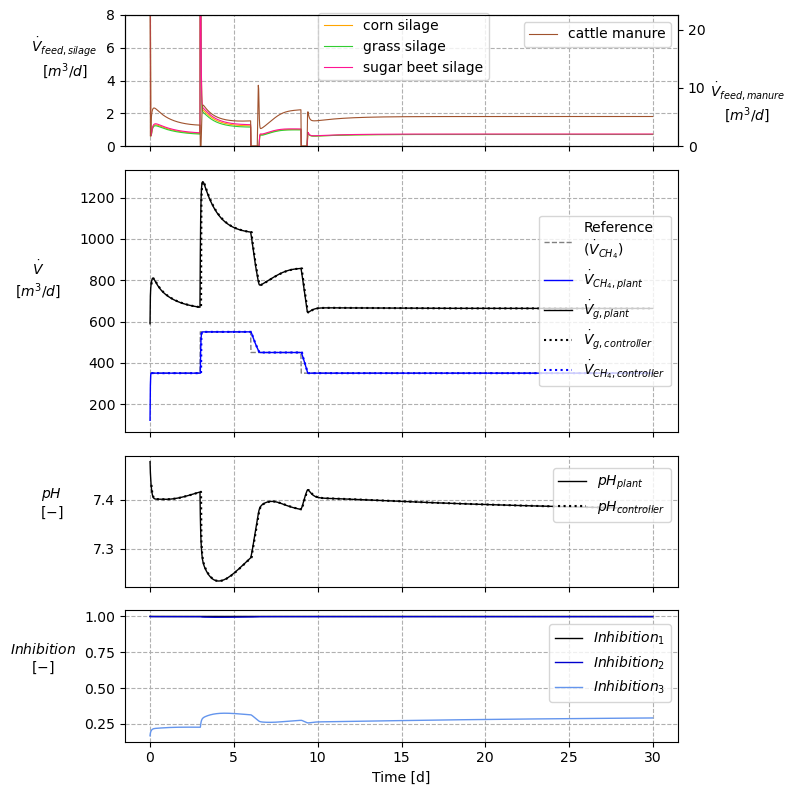 8
6
4
2
0
20
10
0
V̇feed,silage
[m³/d]
V̇feed,manure
[m³/d]
corn silage
grass silage
sugar beet silage
cattle manure
1200
1000
800
600
400
200
V̇
[m³/d]
Reference
(V̇CH₄)
V̇CH₄,plant
V̇g,plant
V̇g,controller
V̇CH₄,controller
7.4
7.3
pH
[−]
pHplant
pHcontroller
1.00
0.75
0.50
0.25
Inhibition
[−]
Inhibition₁
Inhibition₂
Inhibition₃
0 5 10 15 20 25 30
Time [d]